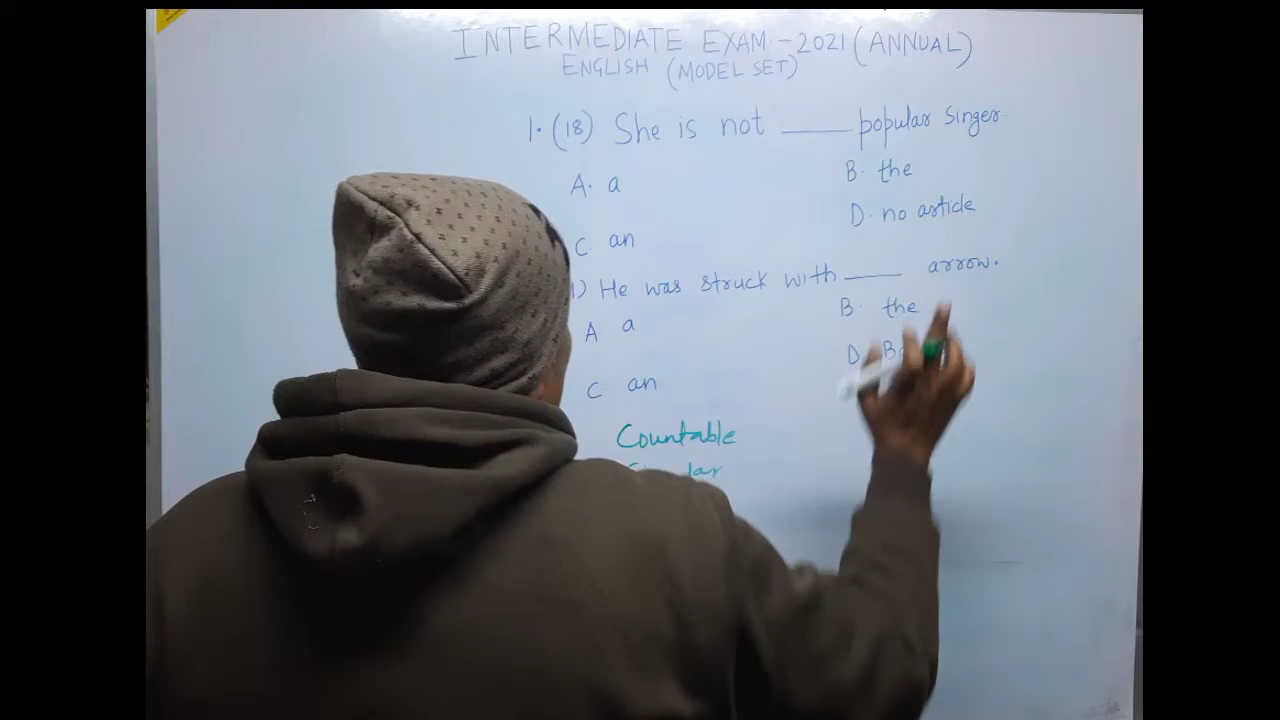 INTERMEDIATE EXAM - 2021 (ANNUAL)
ENGLISH (MODEL SET)
1. (18) She is not ____ popular singer.
A. a
B. the
C. an
D. no article
1) He was struck with ____ arrow.
A a
B. the
C. an
D.
Countable